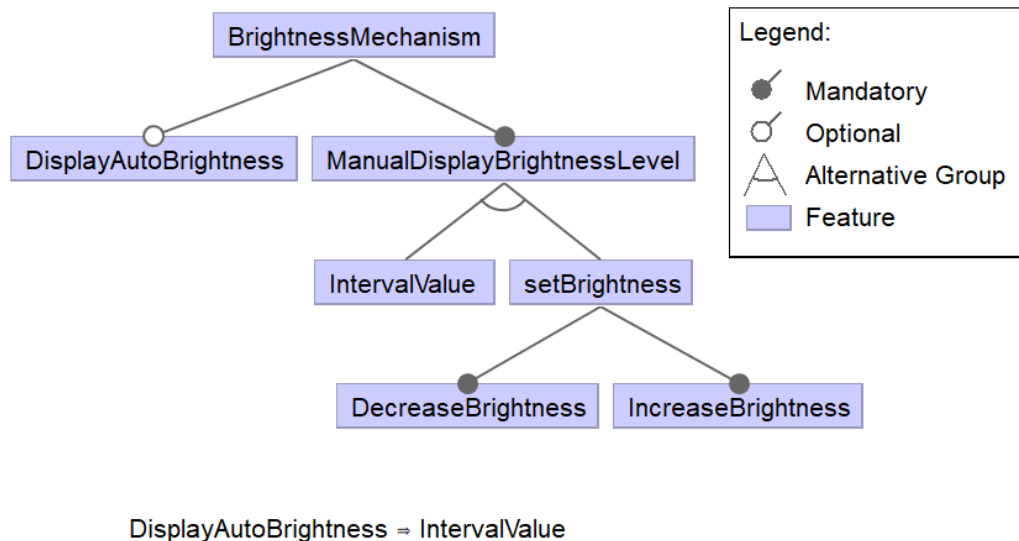 BrightnessMechanism
Legend:
Mandatory
Optional
Alternative Group
Feature
DisplayAutoBrightness
ManualDisplayBrightnessLevel
IntervalValue
setBrightness
DecreaseBrightness
IncreaseBrightness
DisplayAutoBrightness ⇒ IntervalValue